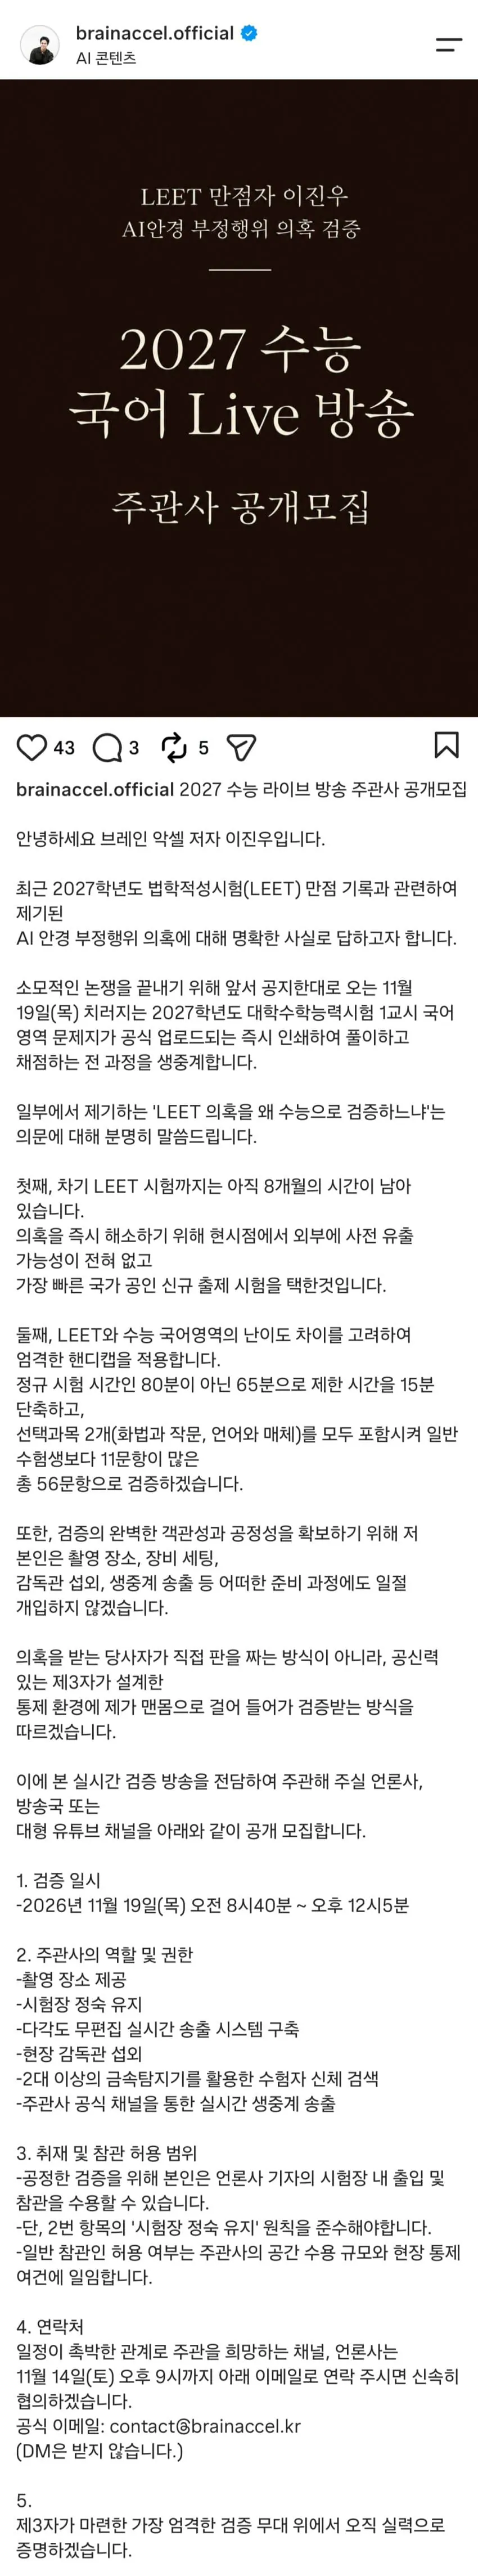 brainaccel.official
AI 콘텐츠
LEET 만점자 이진우
AI안경 부정행위 의혹 검증
2027 수능
국어 Live 방송
주관사 공개모집
43 3 5
brainaccel.official 2027 수능 라이브 방송 주관사 공개모집
안녕하세요 브레인 악셀 저자 이진우입니다.
최근 2027학년도 법학적성시험(LEET) 만점 기록과 관련하여
제기된
AI 안경 부정행위 의혹에 대해 명확한 사실로 답하고자 합니다.
소모적인 논쟁을 끝내기 위해 앞서 공지한대로 오는 11월
19일(목) 치러지는 2027학년도 대학수학능력시험 1교시 국어
영역 문제지가 공식 업로드되는 즉시 인쇄하여 풀이하고
채점하는 전 과정을 생중계합니다.
일부에서 제기하는 'LEET 의혹을 왜 수능으로 검증하느냐'는
의문에 대해 분명히 말씀드립니다.
첫째, 차기 LEET 시험까지는 아직 8개월의 시간이 남아
있습니다.
의혹을 즉시 해소하기 위해 현시점에서 외부에 사전 유출
가능성이 전혀 없고
가장 빠른 국가 공인 신규 출제 시험을 택한것입니다.
둘째, LEET와 수능 국어영역의 난이도 차이를 고려하여
엄격한 핸디캡을 적용합니다.
정규 시험 시간인 80분이 아닌 65분으로 제한 시간을 15분
단축하고,
선택과목 2개(화법과 작문, 언어와 매체)를 모두 포함시켜 일반
수험생보다 11문항이 많은
총 56문항으로 검증하겠습니다.
또한, 검증의 완벽한 객관성과 공정성을 확보하기 위해 저
본인은 촬영 장소, 장비 세팅,
감독관 섭외, 생중계 송출 등 어떠한 준비 과정에도 일절
개입하지 않겠습니다.
의혹을 받는 당사자가 직접 판을 짜는 방식이 아니라, 공신력
있는 제3자가 설계한
통제 환경에 제가 맨몸으로 걸어 들어가 검증받는 방식을
따르겠습니다.
이에 본 실시간 검증 방송을 전담하여 주관해 주실 언론사,
방송국 또는
대형 유튜브 채널을 아래와 같이 공개 모집합니다.
1. 검증 일시
-2026년 11월 19일(목) 오전 8시40분 ~ 오후 12시5분
2. 주관사의 역할 및 권한
-촬영 장소 제공
-시험장 정숙 유지
-다각도 무편집 실시간 송출 시스템 구축
-현장 감독관 섭외
-2대 이상의 금속탐지기를 활용한 수험자 신체 검색
-주관사 공식 채널을 통한 실시간 생중계 송출
3. 취재 및 참관 허용 범위
-공정한 검증을 위해 본인은 언론사 기자의 시험장 내 출입 및
참관을 수용할 수 있습니다.
-단, 2번 항목의 '시험장 정숙 유지' 원칙을 준수해야합니다.
-일반 참관인 허용 여부는 주관사의 공간 수용 규모와 현장 통제
여건에 일임합니다.
4. 연락처
일정이 촉박한 관계로 주관을 희망하는 채널, 언론사는
11월 14일(토) 오후 9시까지 아래 이메일로 연락 주시면 신속히
협의하겠습니다.
공식 이메일: contact@brainaccel.kr
(DM은 받지 않습니다.)
5.
제3자가 마련한 가장 엄격한 검증 무대 위에서 오직 실력으로
증명하겠습니다.